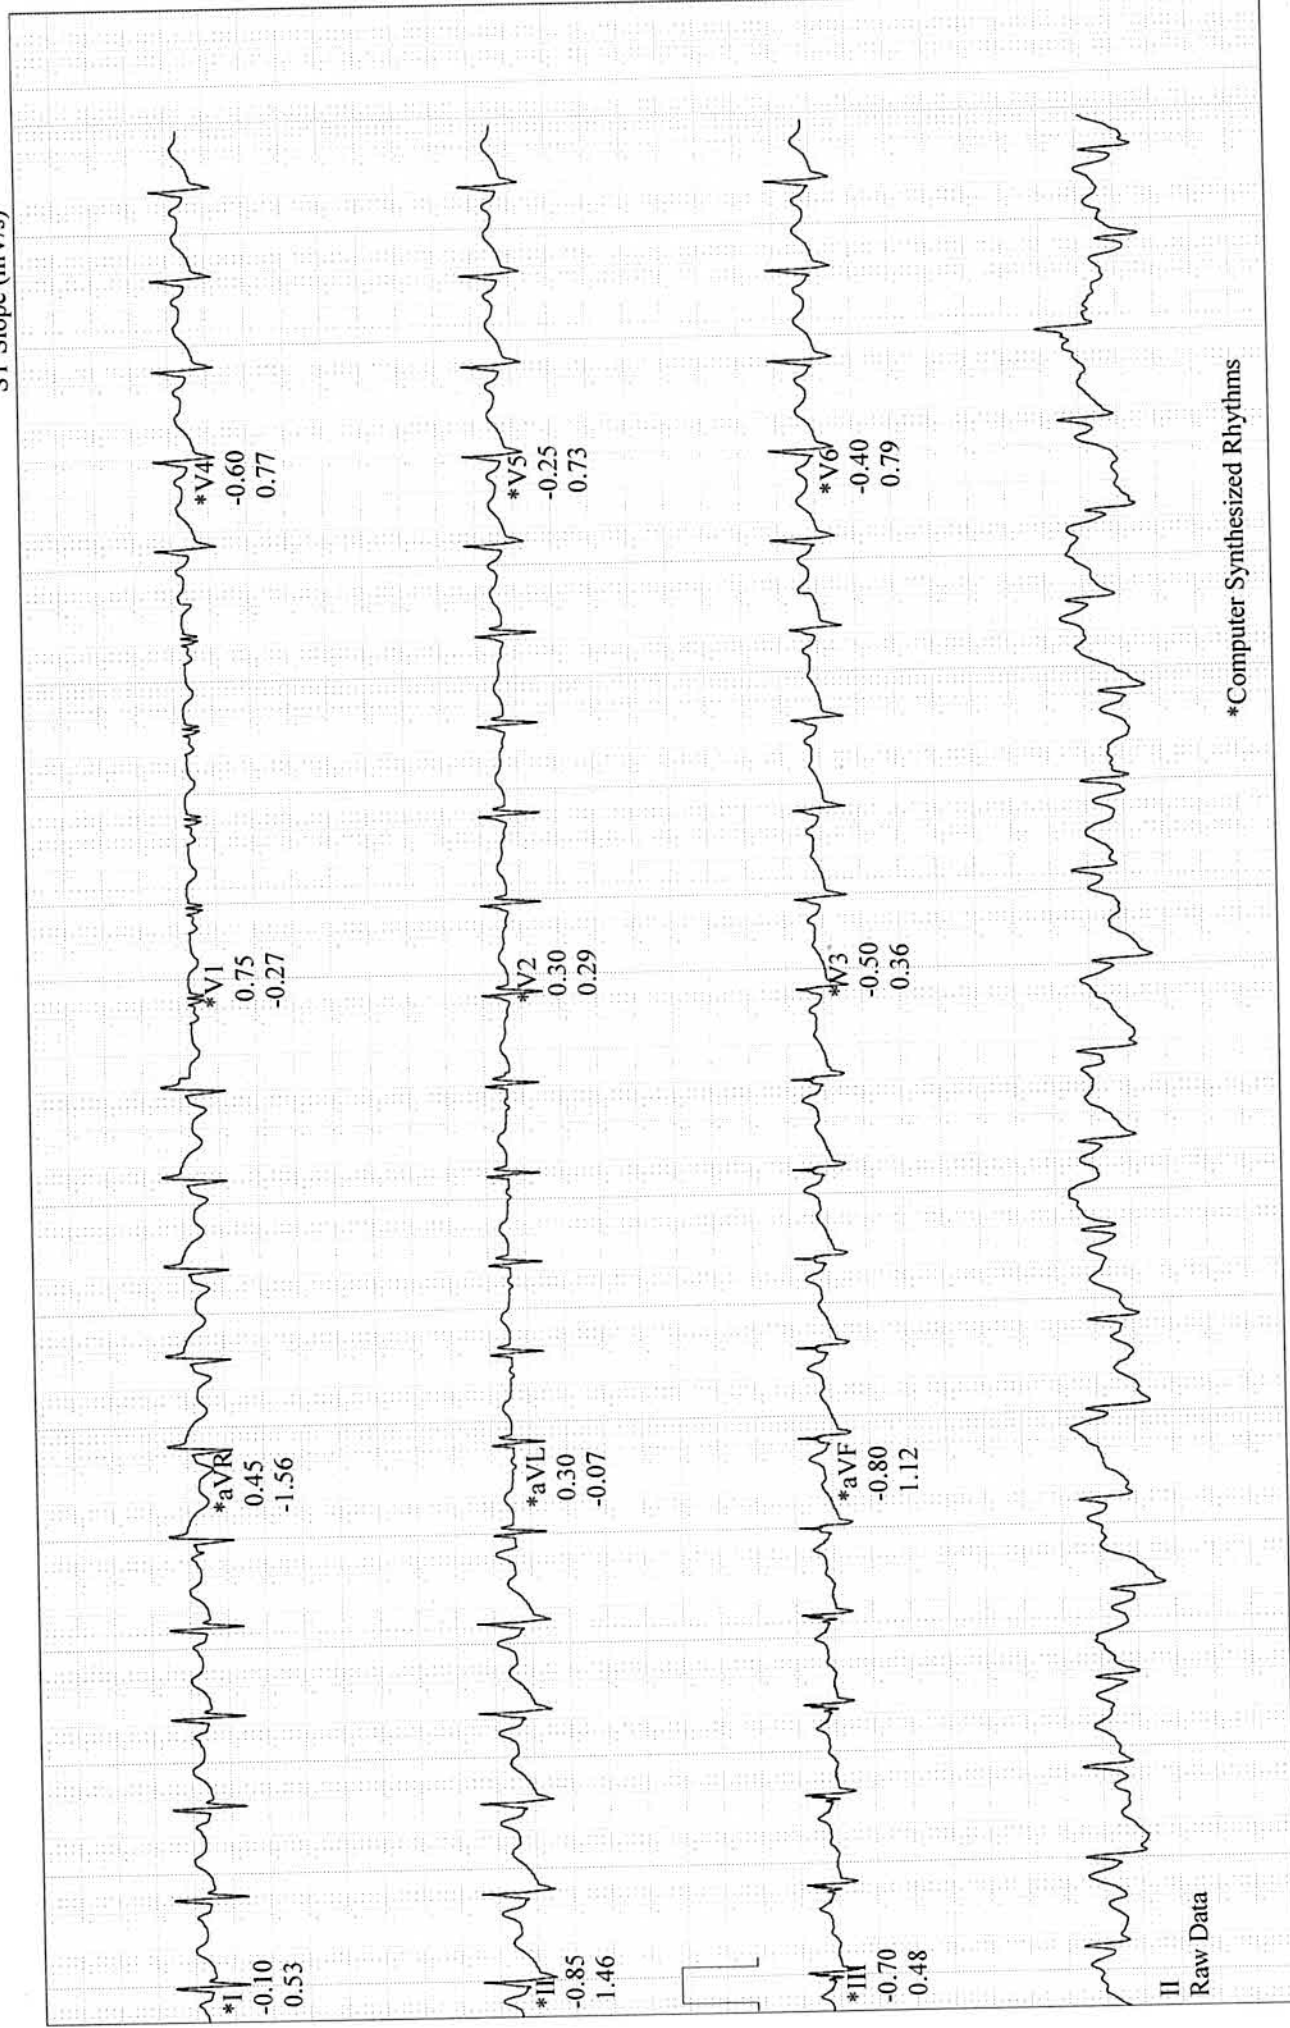 ST Slope (mV/s)
*I
-0.10
0.53
*aVR
0.45
-1.56
*V1
0.75
-0.27
*V4
-0.60
0.77
*II
-0.85
1.46
*aVL
0.30
-0.07
*V2
0.30
0.29
*V5
-0.25
0.73
*III
-0.70
0.48
*aVF
-0.80
1.12
*V3
-0.50
0.36
*V6
-0.40
0.79
II
Raw Data
*Computer Synthesized Rhythms